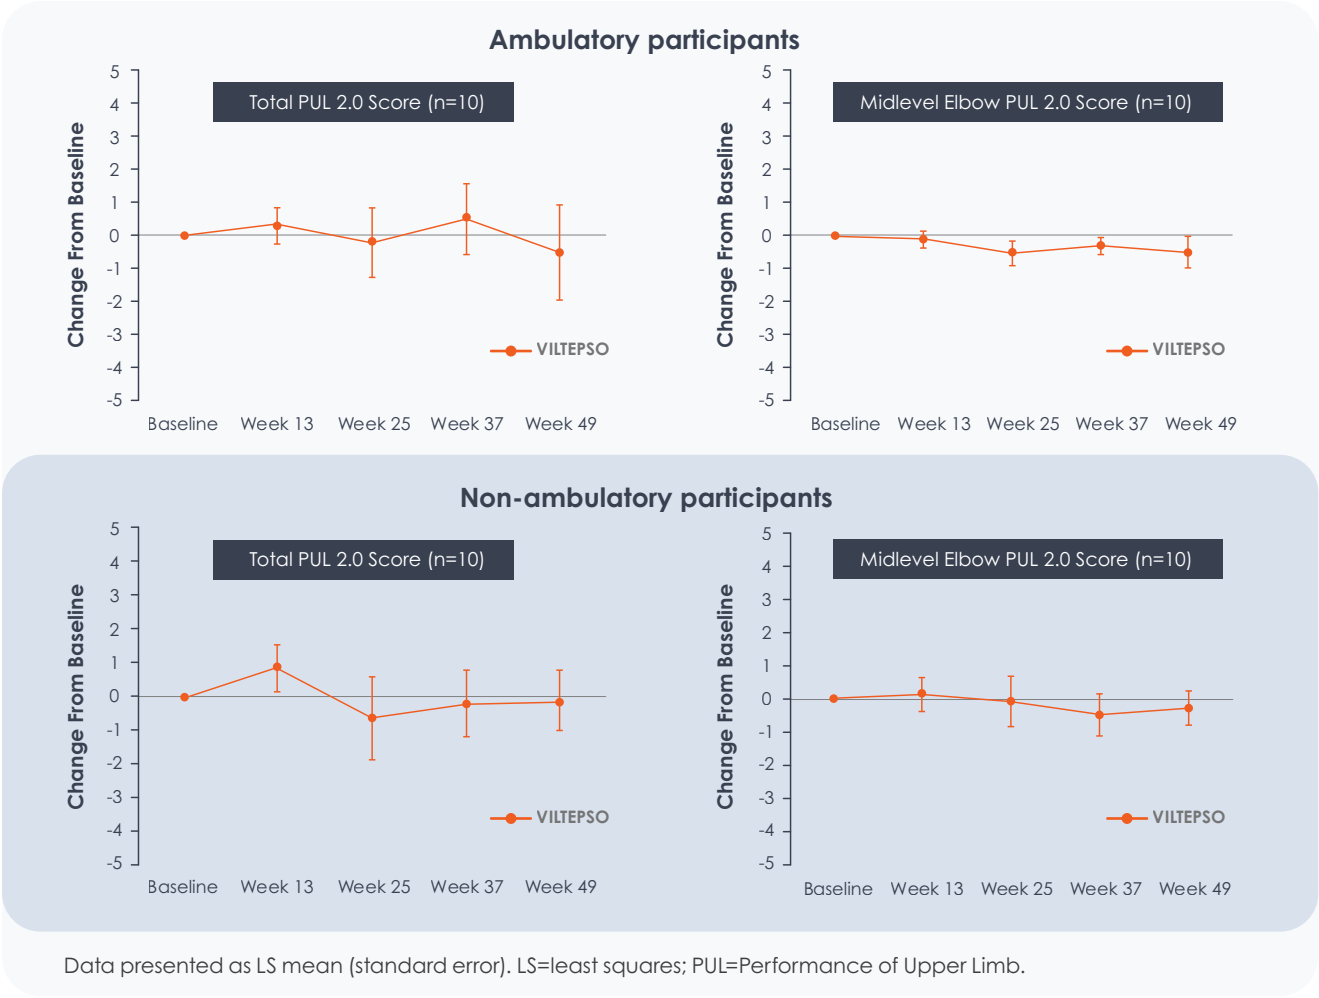 Ambulatory participants
Total PUL 2.0 Score (n=10)
Change From Baseline
5
4
3
2
1
0
-1
-2
-3
-4
-5
VILTEPSO
Baseline Week 13 Week 25 Week 37 Week 49
Midlevel Elbow PUL 2.0 Score (n=10)
Change From Baseline
5
4
3
2
1
0
-1
-2
-3
-4
-5
VILTEPSO
Baseline Week 13 Week 25 Week 37 Week 49
Non-ambulatory participants
Total PUL 2.0 Score (n=10)
Change From Baseline
5
4
3
2
1
0
-1
-2
-3
-4
-5
VILTEPSO
Baseline Week 13 Week 25 Week 37 Week 49
Midlevel Elbow PUL 2.0 Score (n=10)
Change From Baseline
5
4
3
2
1
0
-1
-2
-3
-4
-5
VILTEPSO
Baseline Week 13 Week 25 Week 37 Week 49
Data presented as LS mean (standard error). LS=least squares; PUL=Performance of Upper Limb.